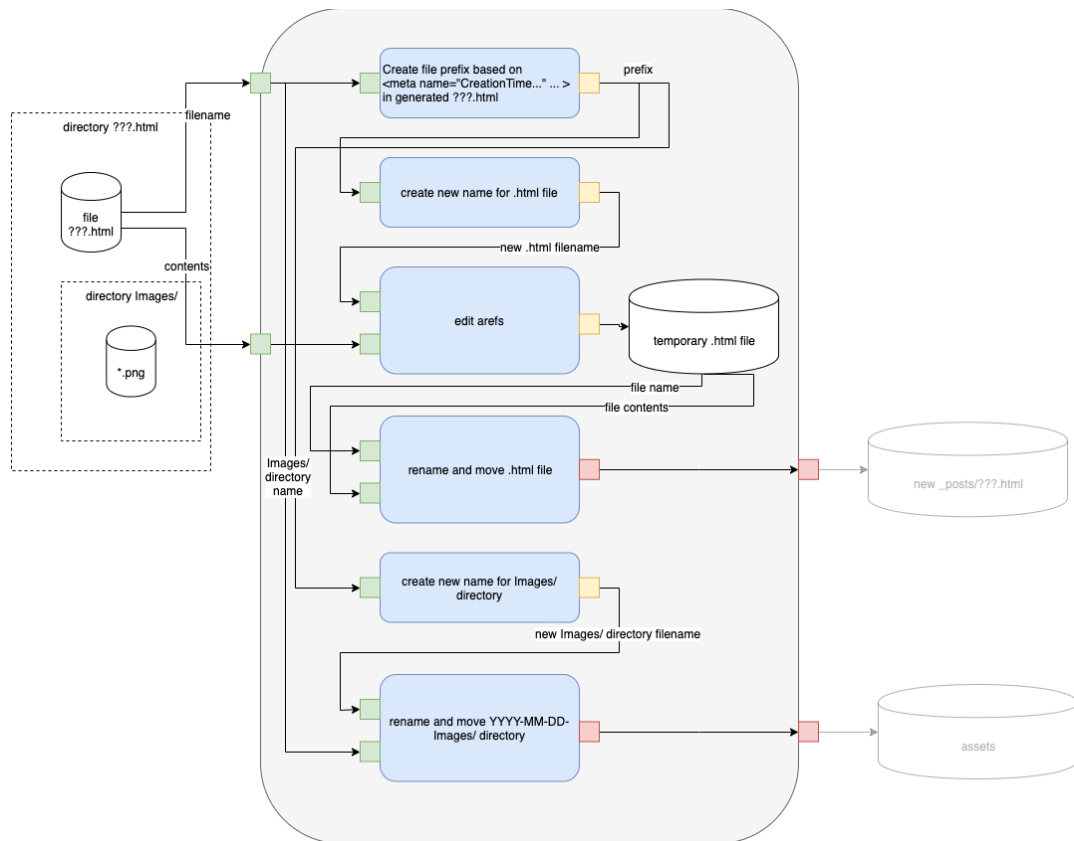 Create file prefix based on
<meta name="CreationTime..." ... >
in generated ???.html
prefix
filename
directory ???.html
file
???.html
create new name for .html file
new .html filename
contents
directory Images/
*.png
edit arefs
temporary .html file
file name
file contents
Images/
directory
name
rename and move .html file
new _posts/???.html
create new name for Images/
directory
new Images/ directory filename
rename and move YYYY-MM-DD-
Images/ directory
assets